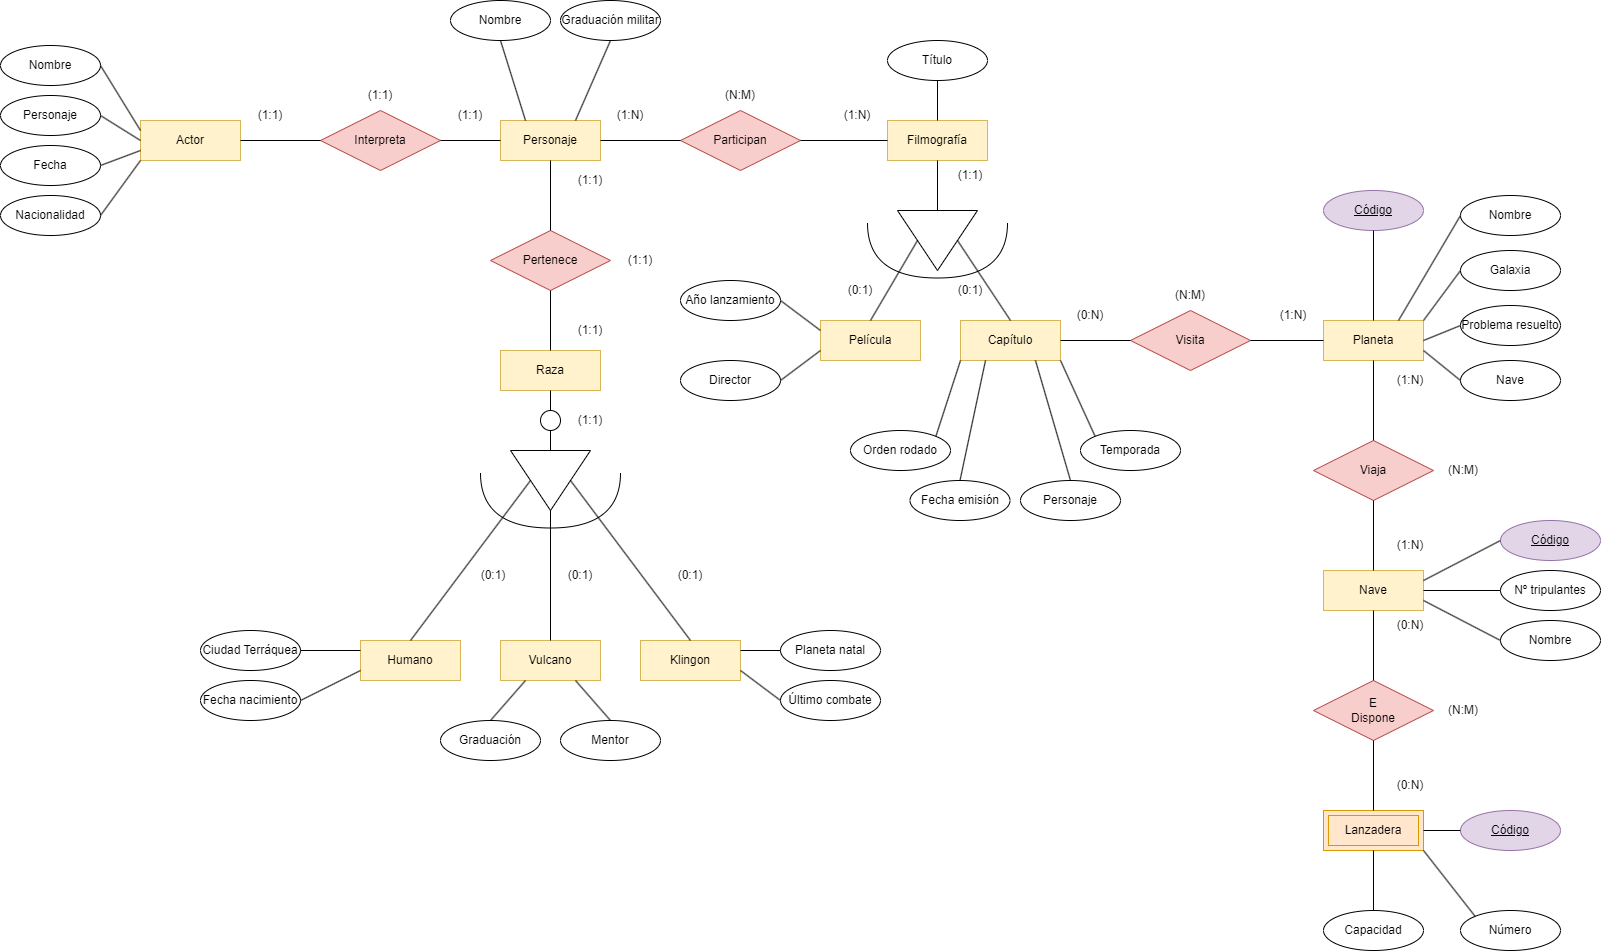 Nombre
Graduación militar
Título
Nombre
Personaje
Fecha
Nacionalidad
(1:1)
(1:1)
(1:1)
(1:N)
(N:M)
(1:N)
Actor
Interpreta
Personaje
Participan
Filmografía
(1:1)
(1:1)
Código
Nombre
Galaxia
Problema resuelto
Nave
Pertenece
(1:1)
(0:1)
(0:1)
Año lanzamiento
Director
(N:M)
(0:N)
(1:N)
Película
Capítulo
Visita
Planeta
(1:1)
Raza
(1:N)
(1:1)
Orden rodado
Temporada
Fecha emisión
Personaje
Viaja
(N:M)
(1:N)
Código
Nº tripulantes
Nombre
Nave
(0:1)
(0:1)
(0:1)
(0:N)
Ciudad Terráquea
Fecha nacimiento
Humano
Vulcano
Klingon
Planeta natal
Último combate
Graduación
Mentor
E
Dispone
(N:M)
(0:N)
Lanzadera
Código
Capacidad
Número